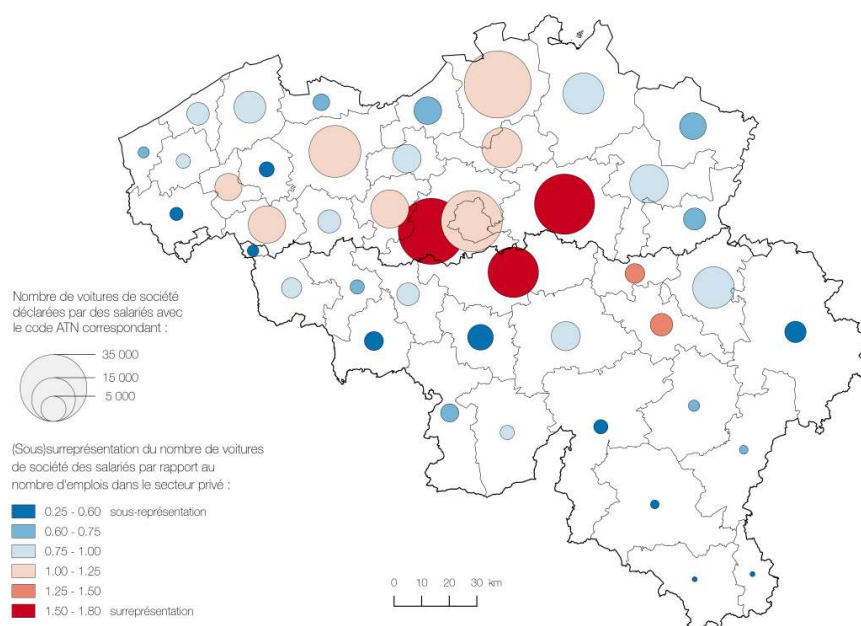 Nombre de voitures de société
déclarées par des salariés avec
le code ATN correspondant :
35 000
15 000
5 000
(Sous)surreprésentation du nombre de voitures
de société des salariés par rapport au
nombre d'emplois dans le secteur privé :
0.25 - 0.60 sous-représentation
0.60 - 0.75
0.75 - 1.00
1.00 - 1.25
1.25 - 1.50
1.50 - 1.80 surreprésentation
0 10 20 30 km